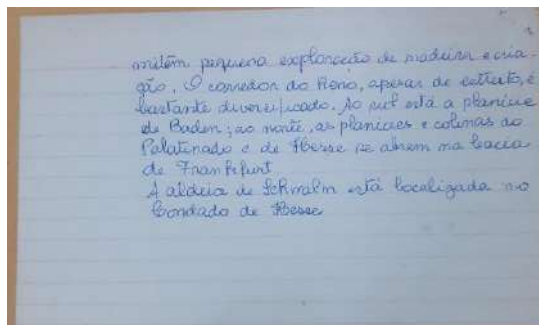 mitem pequena exploração de madeira e cria-
ção. O corredor do Reno, apesar de estreito, é
bastante diversificado. Ao sul está a planície
de Baden; ao norte, as planícies e colinas do
Palatinado e de Hesse se abrem na bacia
de Frankfurt
A aldeia de Schwalm está localizada no
Condado de Hesse